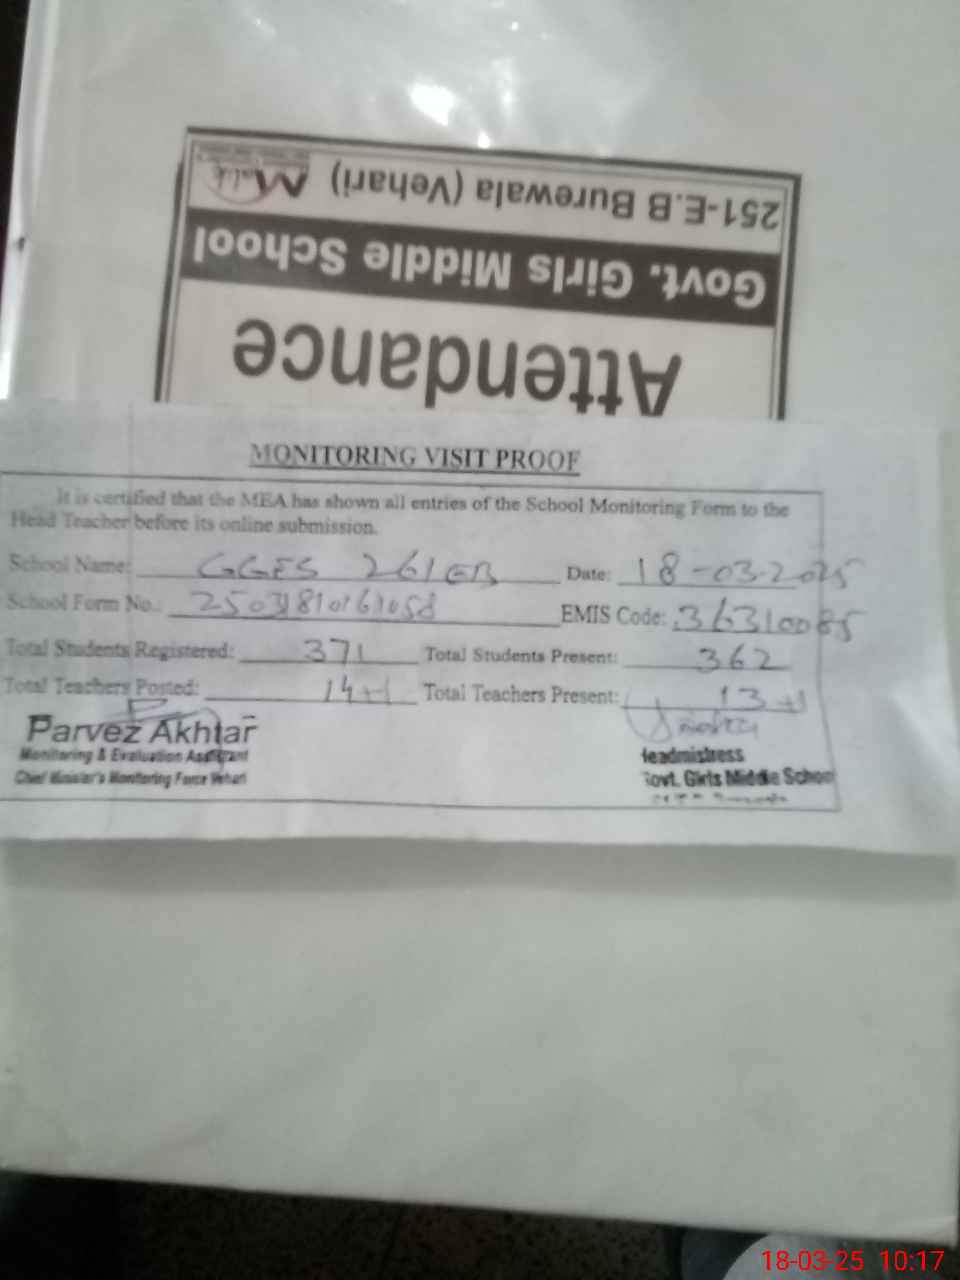 251-E.B Burewala (Vehari) Malik
Govt. Girls Middle School
Attendance
MONITORING VISIT PROOF
It is certified that the MEA has shown all entries of the School Monitoring Form to the
Head Teacher before its online submission.
School Name: GGES 261EB Date: 18-03-2025
School Form No.: EMIS Code: 36310085
Total Students Registered: 371 Total Students Present: 362
Total Teachers Posted: 14+1 Total Teachers Present: 13+1
Parvez Akhtar
Monitoring & Evaluation Assistant
Chief Minister's Monitoring Force Vehari
Headmistress
Govt. Girls Middle School
18-03-25 10:17